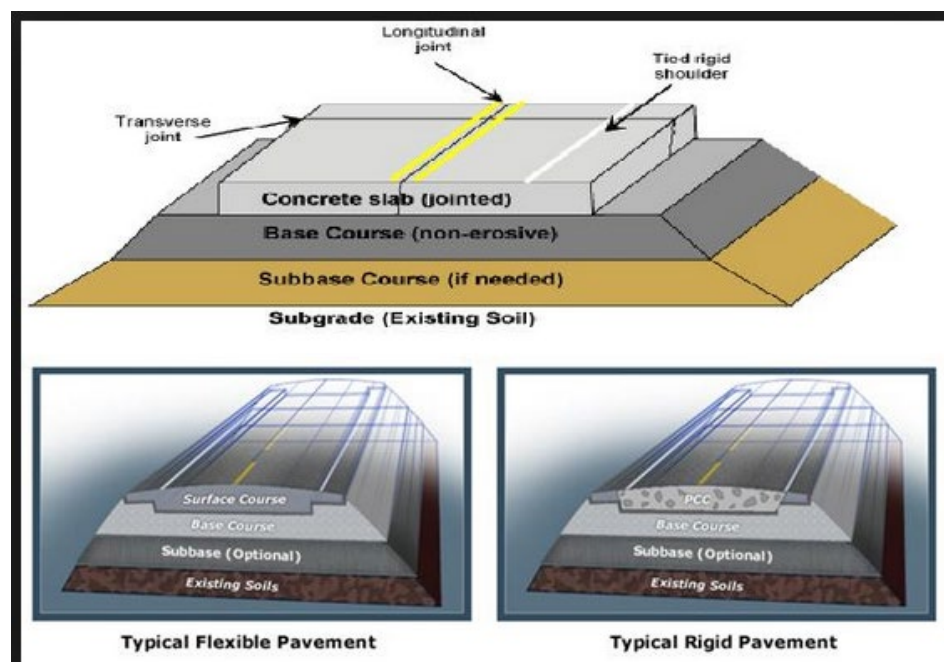 Longitudinal
joint
Tied rigid
shoulder
Transverse
joint
Concrete slab (jointed)
Base Course (non-erosive)
Subbase Course (if needed)
Subgrade (Existing Soil)
Surface Course
Base Course
Subbase (Optional)
Existing Soils
Typical Flexible Pavement
PCC
Base Course
Subbase (Optional)
Existing Soils
Typical Rigid Pavement